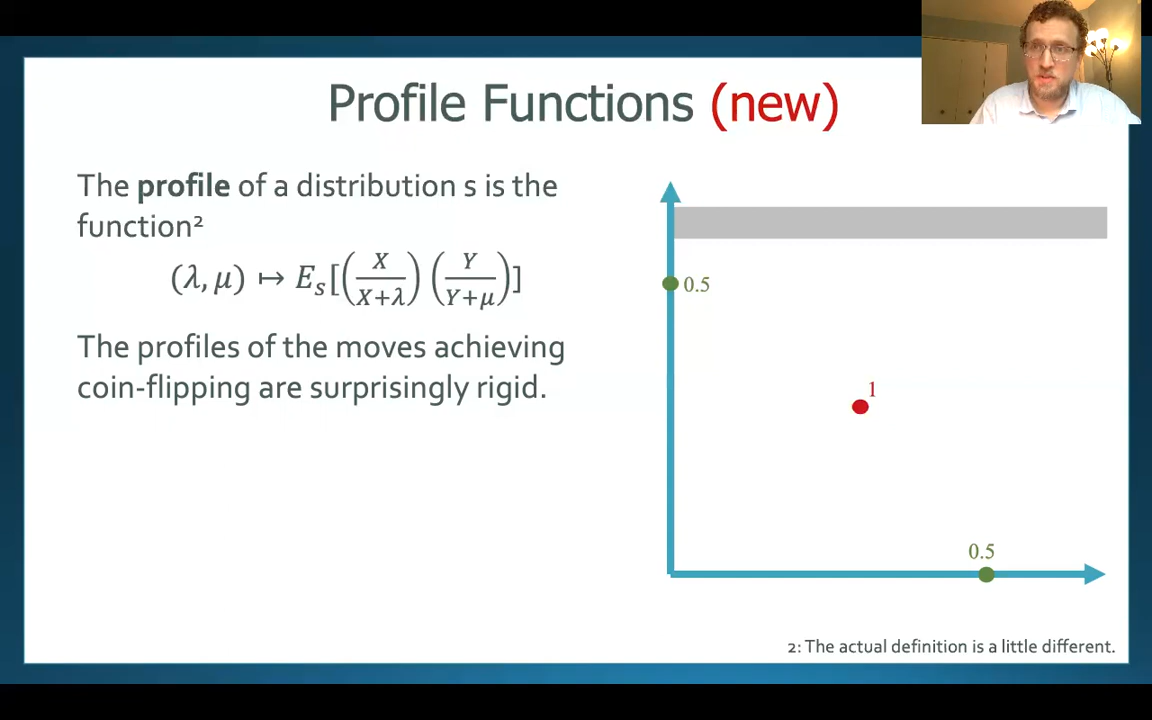 Profile Functions (new)
The profile of a distribution s is the
function²
(λ, μ) ↦ E_s[(X/(X+λ)) (Y/(Y+μ))]
The profiles of the moves achieving
coin-flipping are surprisingly rigid.
0.5
1
0.5
2: The actual definition is a little different.